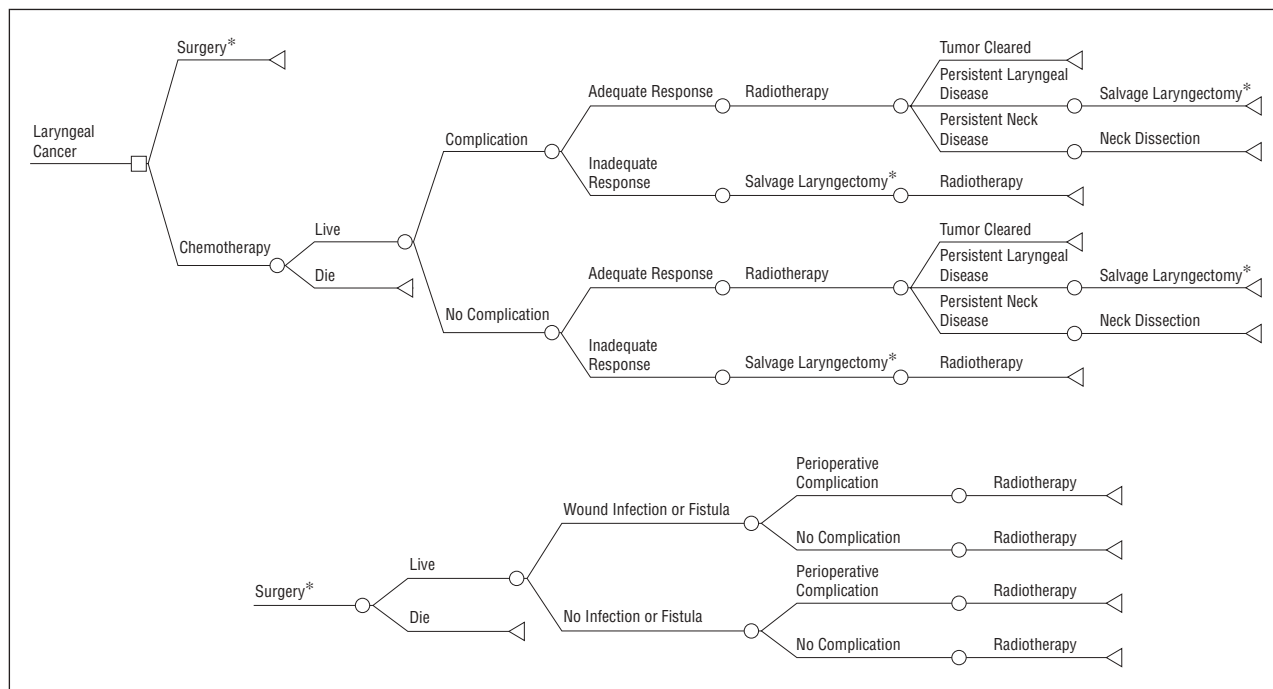 Surgery*
Tumor Cleared
Persistent Laryngeal
Disease
Adequate Response
Radiotherapy
Salvage Laryngectomy*
Persistent Neck
Disease
Neck Dissection
Complication
Laryngeal
Cancer
Inadequate
Response
Salvage Laryngectomy*
Radiotherapy
Live
Chemotherapy
Die
Tumor Cleared
Persistent Laryngeal
Disease
Adequate Response
Radiotherapy
Salvage Laryngectomy*
Persistent Neck
Disease
Neck Dissection
No Complication
Inadequate
Response
Salvage Laryngectomy*
Radiotherapy
Perioperative
Complication
Radiotherapy
Wound Infection or Fistula
No Complication
Radiotherapy
Live
Surgery*
Die
Perioperative
Complication
Radiotherapy
No Infection or Fistula
No Complication
Radiotherapy